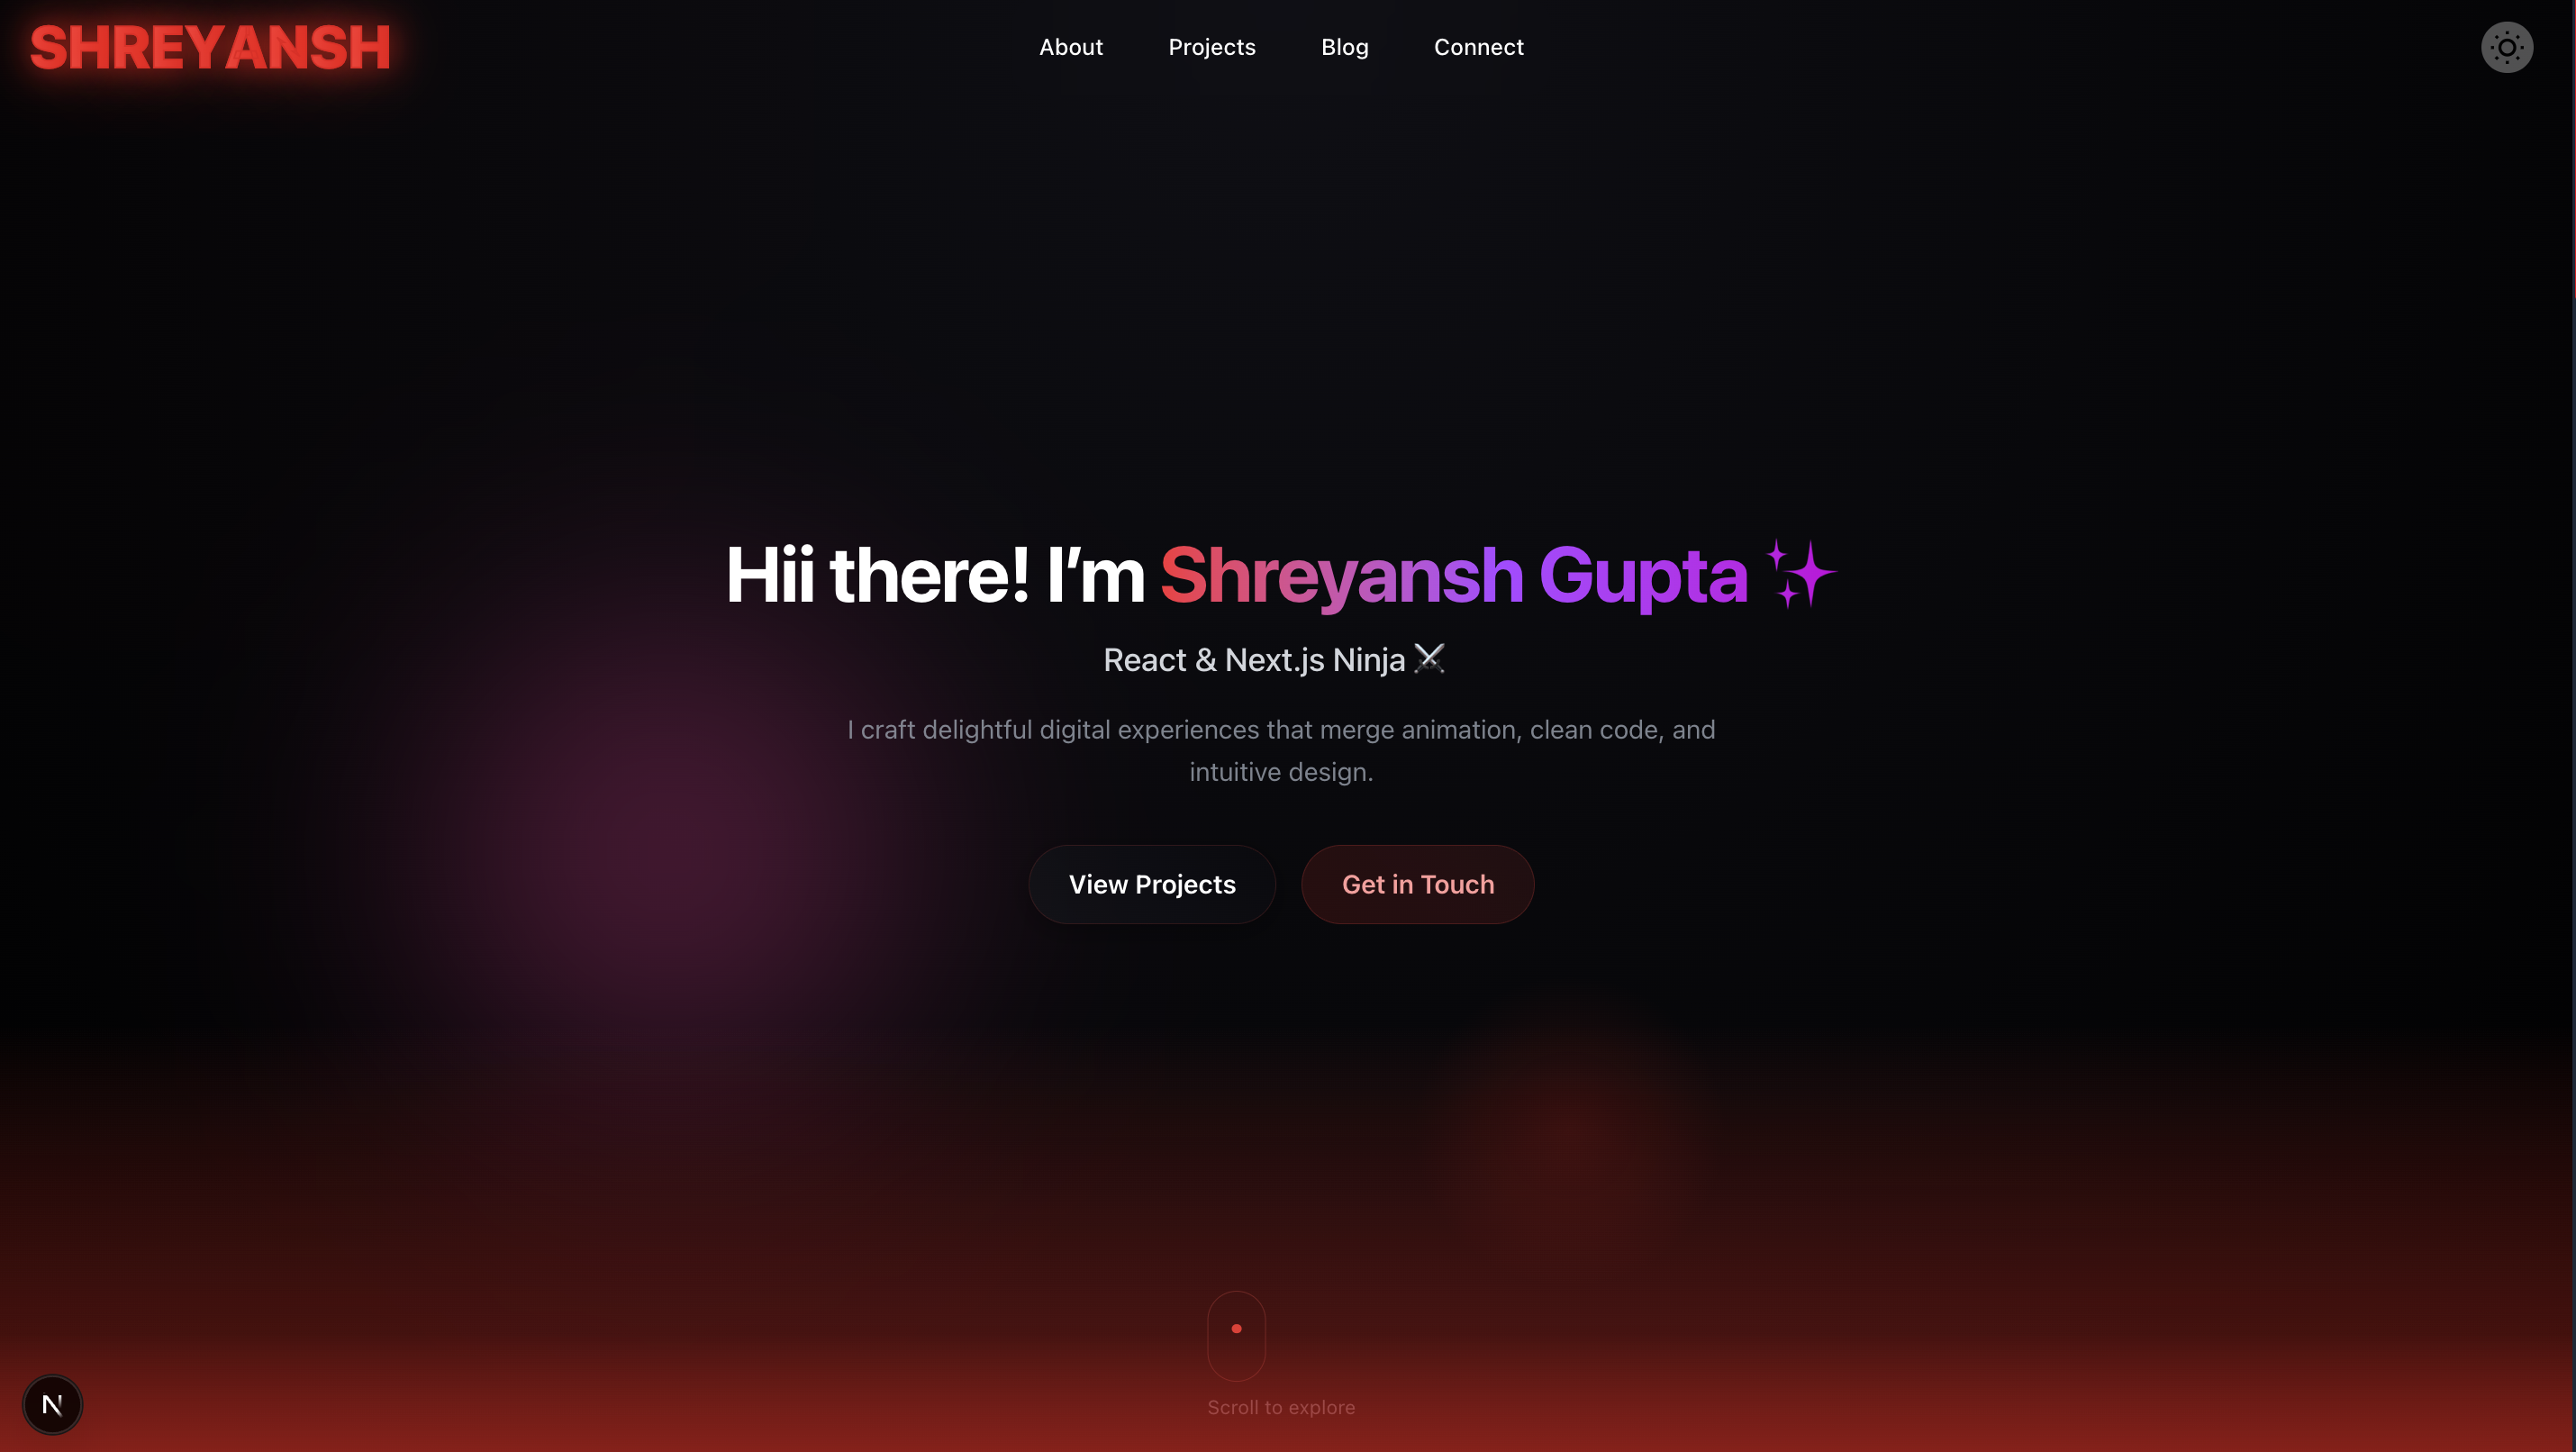 SHREYANSH
About
Projects
Blog
Connect
Hii there! I'm Shreyansh Gupta ✨
React & Next.js Ninja ⚔️
I craft delightful digital experiences that merge animation, clean code, and
intuitive design.
View Projects
Get in Touch
Scroll to explore
N